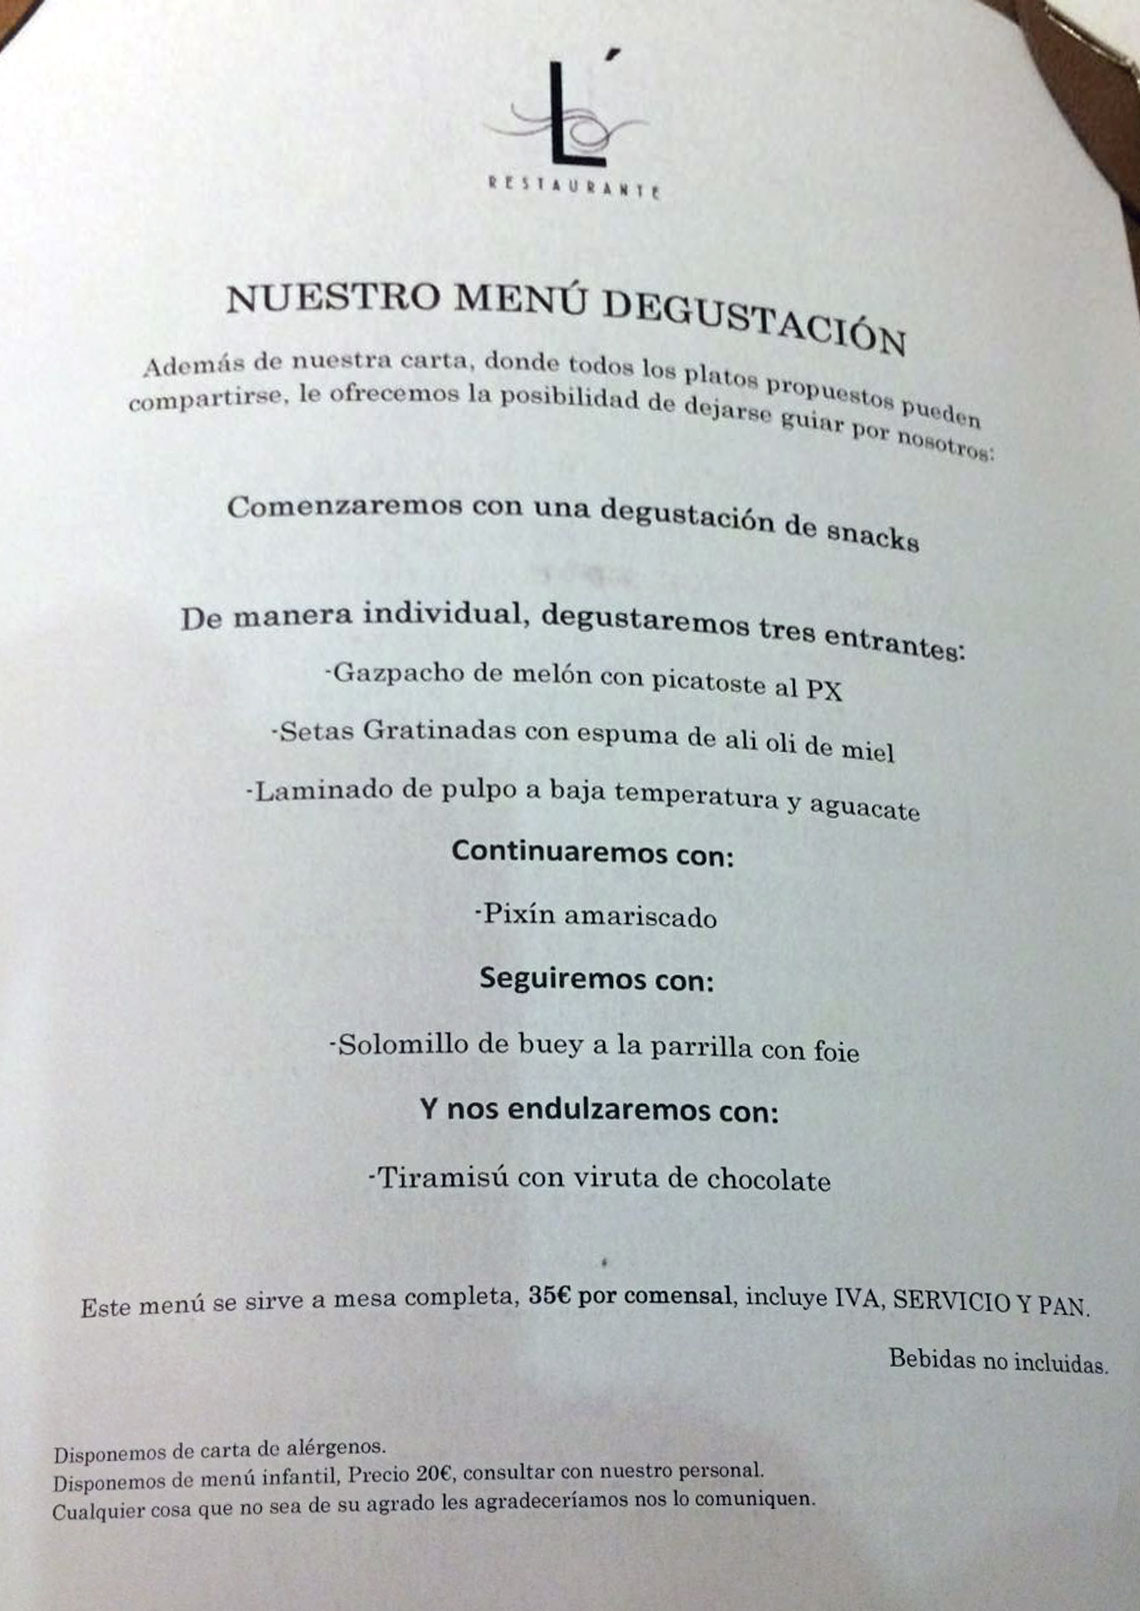 L´
RESTAURANTE
NUESTRO MENÚ DEGUSTACIÓN
Además de nuestra carta, donde todos los platos propuestos pueden
compartirse, le ofrecemos la posibilidad de dejarse guiar por nosotros:
Comenzaremos con una degustación de snacks
De manera individual, degustaremos tres entrantes:
-Gazpacho de melón con picatoste al PX
-Setas Gratinadas con espuma de ali oli de miel
-Laminado de pulpo a baja temperatura y aguacate
Continuaremos con:
-Pixín amariscado
Seguiremos con:
-Solomillo de buey a la parrilla con foie
Y nos endulzaremos con:
-Tiramisú con viruta de chocolate
Este menú se sirve a mesa completa, 35€ por comensal, incluye IVA, SERVICIO Y PAN.
Bebidas no incluidas.
Disponemos de carta de alérgenos.
Disponemos de menú infantil, Precio 20€, consultar con nuestro personal.
Cualquier cosa que no sea de su agrado les agradeceríamos nos lo comuniquen.